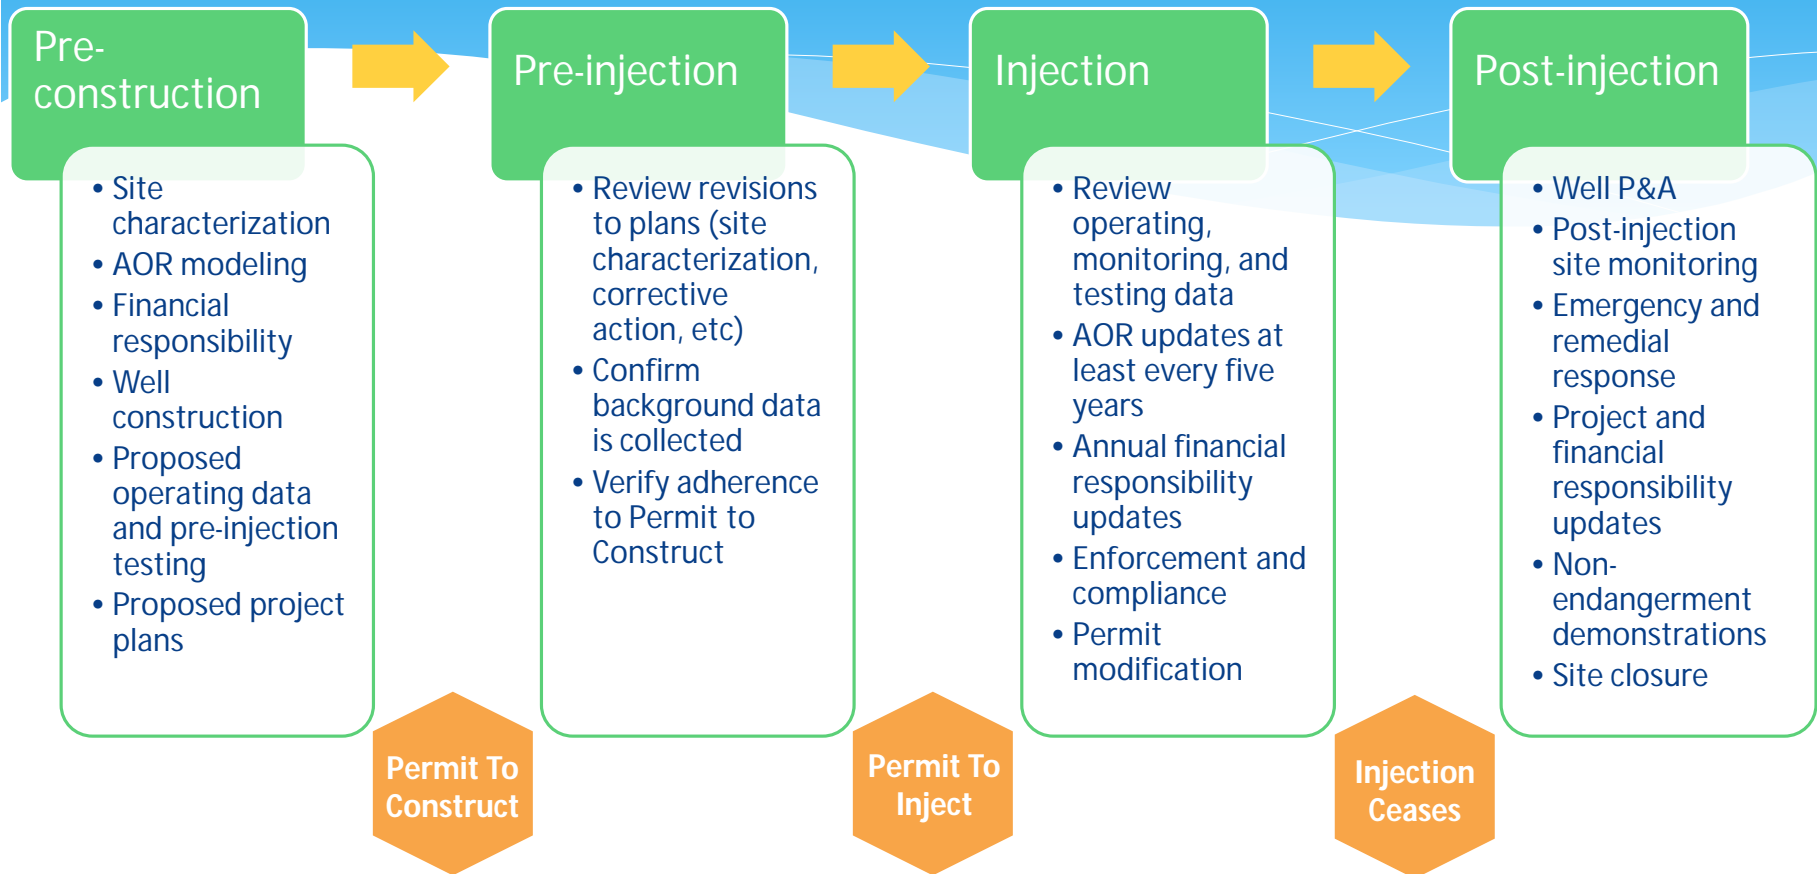 Pre-
construction
• Site
characterization
• AOR modeling
• Financial
responsibility
• Well
construction
• Proposed
operating data
and pre-injection
testing
• Proposed project
plans
Permit To
Construct
Pre-injection
• Review revisions
to plans (site
characterization,
corrective
action, etc)
• Confirm
background data
is collected
• Verify adherence
to Permit to
Construct
Permit To
Inject
Injection
• Review
operating,
monitoring, and
testing data
• AOR updates at
least every five
years
• Annual financial
responsibility
updates
• Enforcement and
compliance
• Permit
modification
Injection
Ceases
Post-injection
• Well P&A
• Post-injection
site monitoring
• Emergency and
remedial
response
• Project and
financial
responsibility
updates
• Non-
endangerment
demonstrations
• Site closure